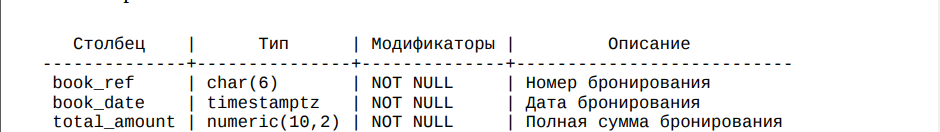 Столбец | Тип | Модификаторы | Описание
--------------+---------------+--------------+---------------------------
book_ref | char(6) | NOT NULL | Номер бронирования
book_date | timestamptz | NOT NULL | Дата бронирования
total_amount | numeric(10,2) | NOT NULL | Полная сумма бронирования